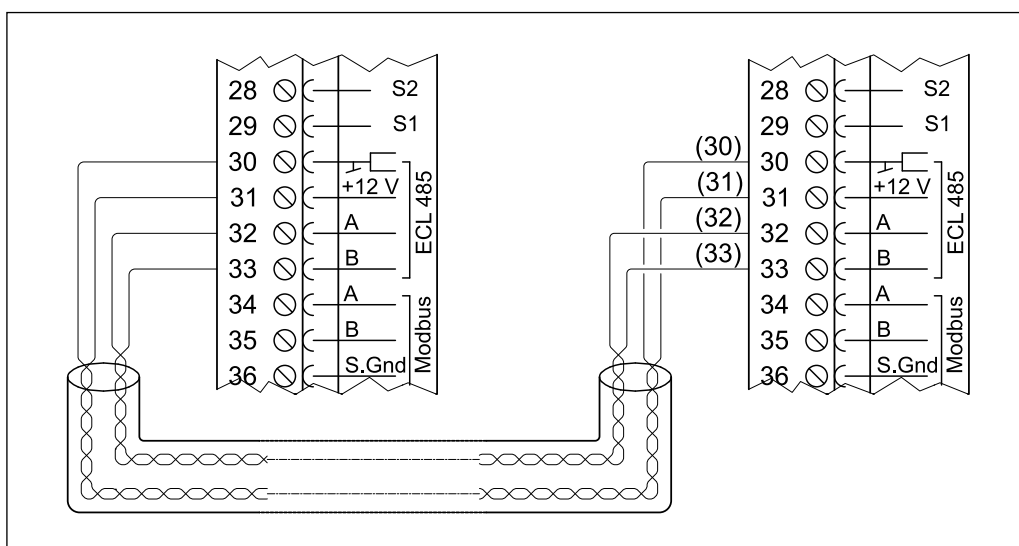 28 S2
29 S1
30
+12 V
31
32 A
33 B
ECL 485
34 A
35 B
36 S.Gnd
Modbus
28 S2
29 S1
(30) 30
+12 V
(31) 31
(32) 32 A
(33) 33 B
ECL 485
34 A
35 B
36 S.Gnd
Modbus